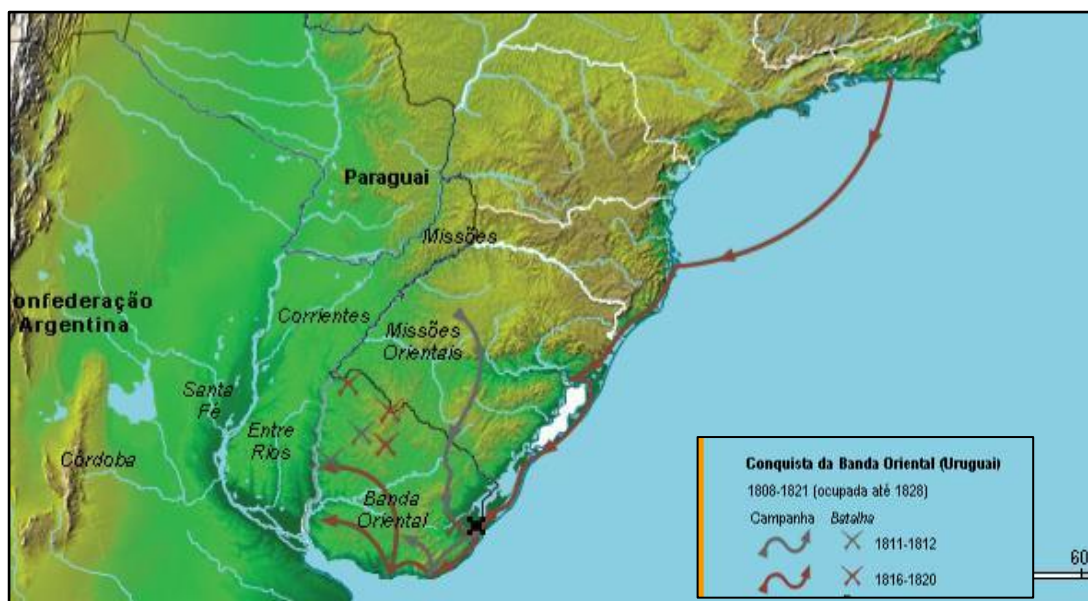 Paraguai
Missões
onfederação
Argentina
Corrientes
Missões
Orientais
Santa
Fé
Entre
Rios
Córdoba
Banda
Oriental
Conquista da Banda Oriental (Uruguai)
1808-1821 (ocupada até 1828)
Campanha Batalha
1811-1812
1816-1820
60